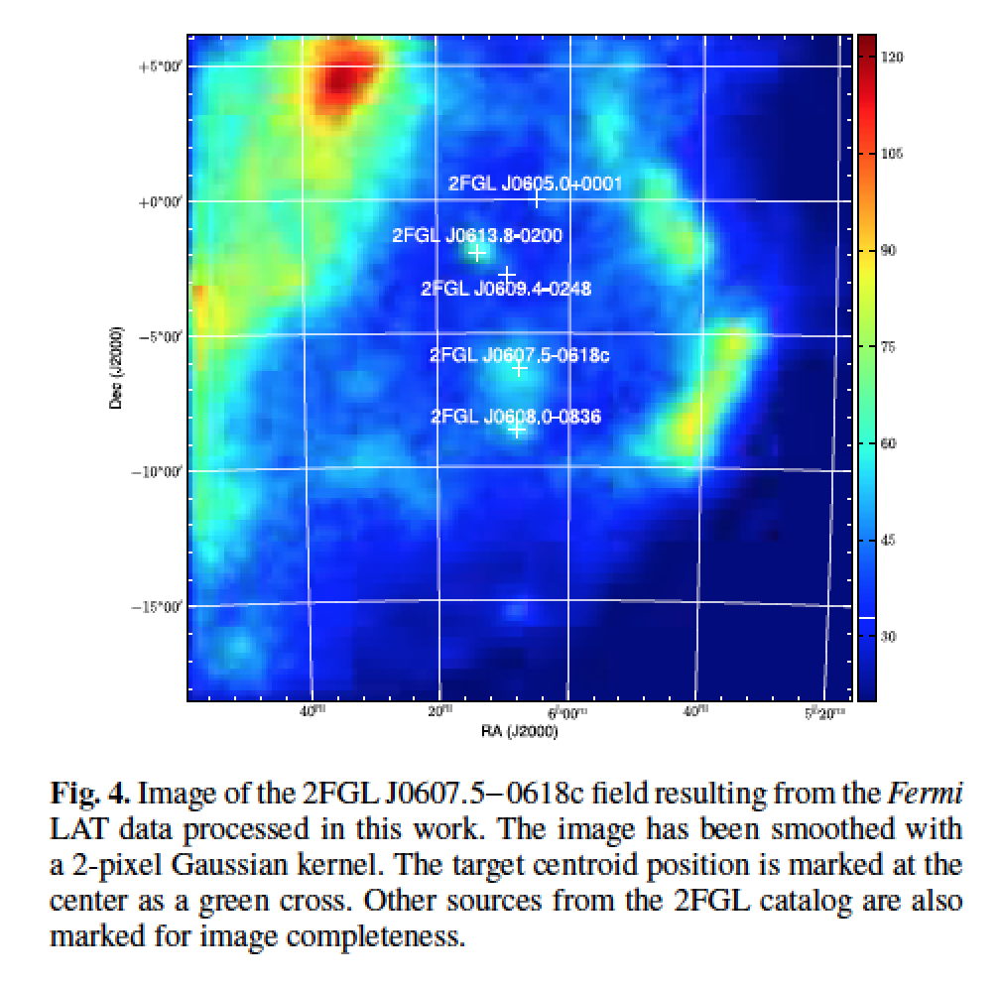 +5°00′
+0°00′
−5°00′
−10°00′
−15°00′
Dec (J2000)
2FGL J0605.0+0001
2FGL J0613.8-0200
2FGL J0609.4-0248
2FGL J0607.5-0618c
2FGL J0608.0-0836
120
105
90
75
60
45
30
40ᵐ 20ᵐ 6ʰ00ᵐ 40ᵐ 5ʰ20ᵐ
RA (J2000)
Fig. 4. Image of the 2FGL J0607.5−0618c field resulting from the Fermi
LAT data processed in this work. The image has been smoothed with
a 2-pixel Gaussian kernel. The target centroid position is marked at the
center as a green cross. Other sources from the 2FGL catalog are also
marked for image completeness.